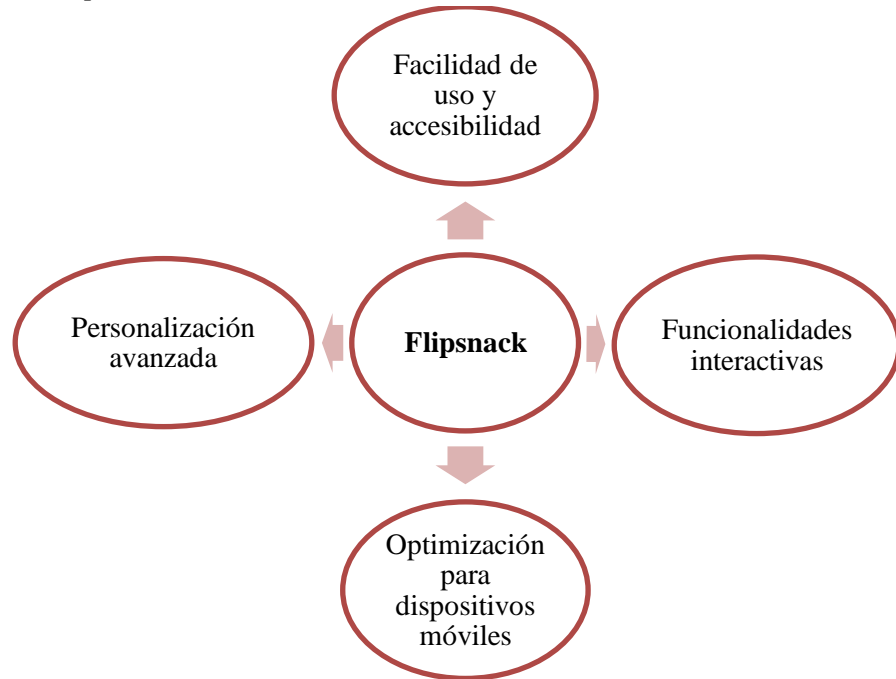 Facilidad de
uso y
accesibilidad
Personalización
avanzada
Flipsnack
Funcionalidades
interactivas
Optimización
para
dispositivos
móviles